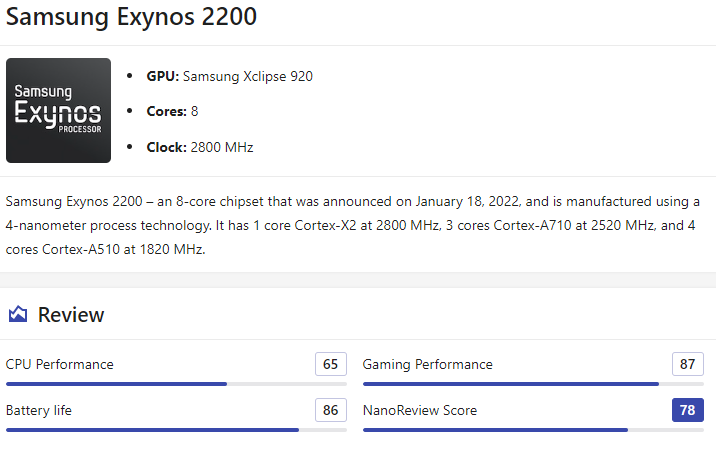 Samsung Exynos 2200
Samsung
Exynos
PROCESSOR
GPU: Samsung Xclipse 920
Cores: 8
Clock: 2800 MHz
Samsung Exynos 2200 – an 8-core chipset that was announced on January 18, 2022, and is manufactured using a
4-nanometer process technology. It has 1 core Cortex-X2 at 2800 MHz, 3 cores Cortex-A710 at 2520 MHz, and 4
cores Cortex-A510 at 1820 MHz.
Review
CPU Performance 65
Gaming Performance 87
Battery life 86
NanoReview Score 78